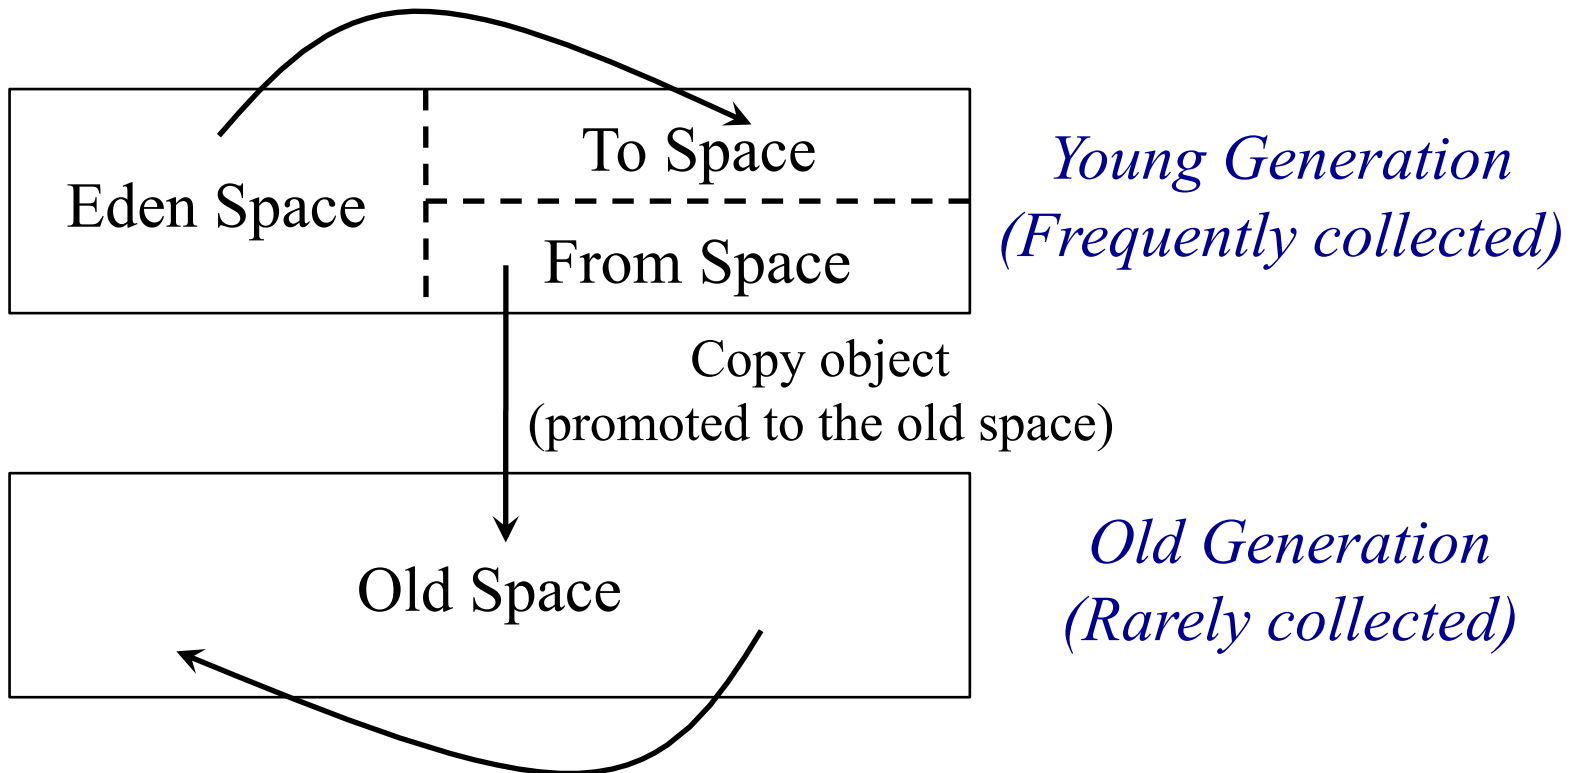 To Space
Eden Space
From Space
Young Generation
(Frequently collected)
Copy object
(promoted to the old space)
Old Space
Old Generation
(Rarely collected)